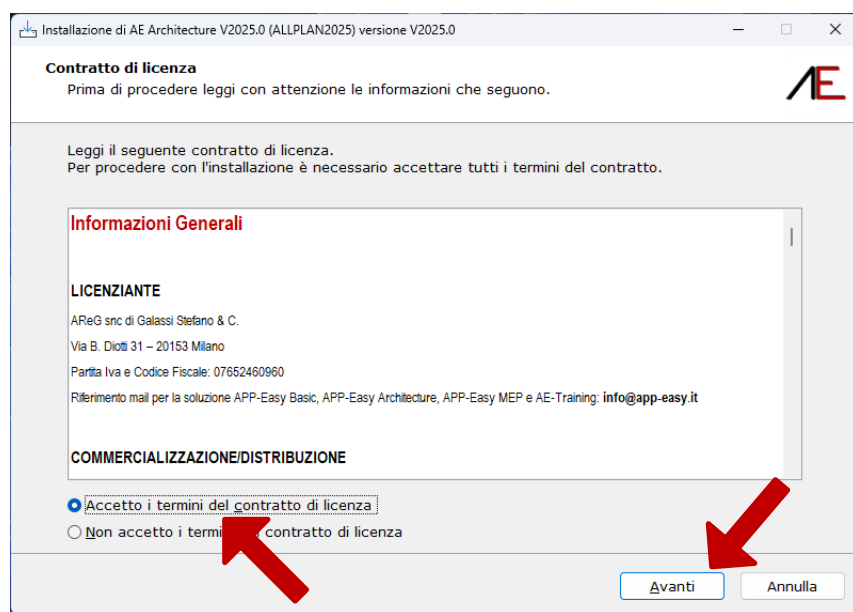 Installazione di AE Architecture V2025.0 (ALLPLAN2025) versione V2025.0
Contratto di licenza
Prima di procedere leggi con attenzione le informazioni che seguono.
AE
Leggi il seguente contratto di licenza.
Per procedere con l'installazione è necessario accettare tutti i termini del contratto.
Informazioni Generali
LICENZIANTE
AReG snc di Galassi Stefano & C.
Via B. Diotti 31 – 20153 Milano
Partita Iva e Codice Fiscale: 07652460960
Riferimento mail per la soluzione APP-Easy Basic, APP-Easy Architecture, APP-Easy MEP e AE-Training: info@app-easy.it
COMMERCIALIZZAZIONE/DISTRIBUZIONE
Accetto i termini del contratto di licenza
Non accetto i contratto di licenza
Avanti Annulla